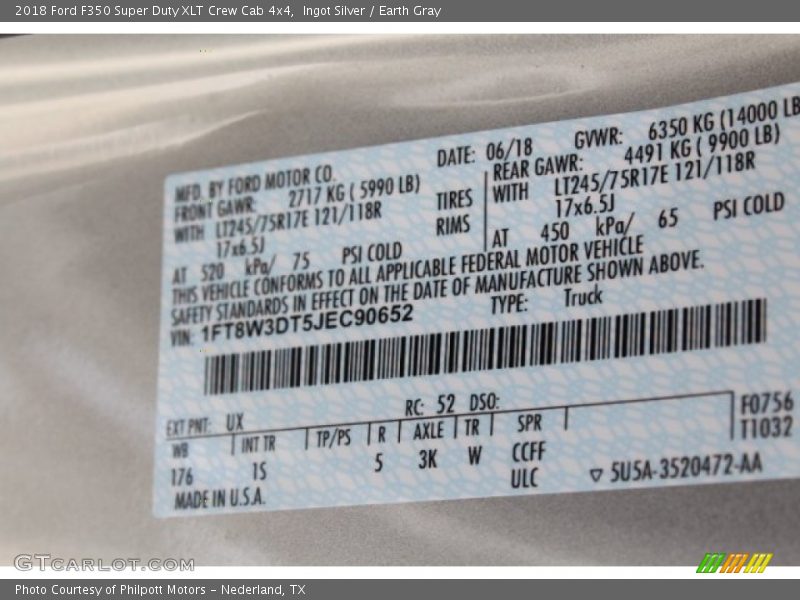 2018 Ford F350 Super Duty XLT Crew Cab 4x4,  Ingot Silver / Earth Gray
MFD. BY FORD MOTOR CO.  DATE: 06/18  GVWR: 6350 KG (14000 LB
FRONT GAWR: 2717 KG ( 5990 LB)  REAR GAWR: 4491 KG ( 9900 LB)
WITH LT245/75R17E 121/118R  TIRES  WITH LT245/75R17E 121/118R
17x6.5J  RIMS  17x6.5J
AT 520 kPa/ 75 PSI COLD  AT 450 kPa/ 65 PSI COLD
THIS VEHICLE CONFORMS TO ALL APPLICABLE FEDERAL MOTOR VEHICLE
SAFETY STANDARDS IN EFFECT ON THE DATE OF MANUFACTURE SHOWN ABOVE.
VIN: 1FT8W3DT5JEC90652  TYPE: Truck
EXT PNT: UX  RC: 52 DSO:  F0756
WB  INT TR  TP/PS  R  AXLE  TR  SPR  T1032
176  1S  5  3K  W  CCFF
ULC  5U5A-3520472-AA
MADE IN U.S.A.
GTCARLOT.COM
Photo Courtesy of Philpott Motors - Nederland, TX